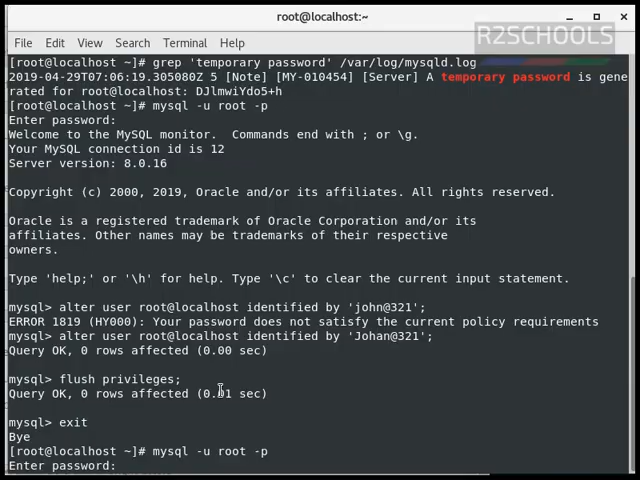 root@localhost:~
File Edit View Search Terminal Help
R2SCHOOLS
[root@localhost ~]# grep 'temporary password' /var/log/mysqld.log
2019-04-29T07:06:19.305080Z 5 [Note] [MY-010454] [Server] A temporary password is gene
rated for root@localhost: DJlmwiYdo5+h
[root@localhost ~]# mysql -u root -p
Enter password:
Welcome to the MySQL monitor.  Commands end with ; or \g.
Your MySQL connection id is 12
Server version: 8.0.16
Copyright (c) 2000, 2019, Oracle and/or its affiliates. All rights reserved.
Oracle is a registered trademark of Oracle Corporation and/or its
affiliates. Other names may be trademarks of their respective
owners.
Type 'help;' or '\h' for help. Type '\c' to clear the current input statement.
mysql> alter user root@localhost identified by 'john@321';
ERROR 1819 (HY000): Your password does not satisfy the current policy requirements
mysql> alter user root@localhost identified by 'Johan@321';
Query OK, 0 rows affected (0.00 sec)
mysql> flush privileges;
Query OK, 0 rows affected (0.01 sec)
mysql> exit
Bye
[root@localhost ~]# mysql -u root -p
Enter password: